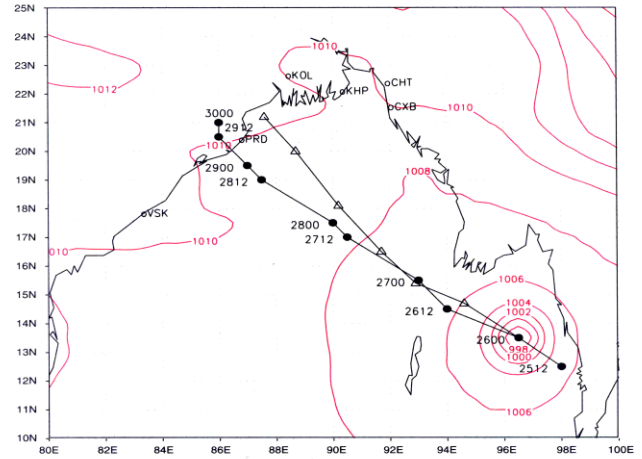 25N
24N
23N
22N
21N
20N
19N
18N
17N
16N
15N
14N
13N
12N
11N
10N
1012
1010
KOL
CHT
KHP
CXB
1010
3000
2912
PRD
1010
2900
2812
1008
VSK
2800
2712
1010
010
2700
1006
2612
1004
1002
2600
998
1000
2512
1006
80E 82E 84E 86E 88E 90E 92E 94E 96E 98E 100E